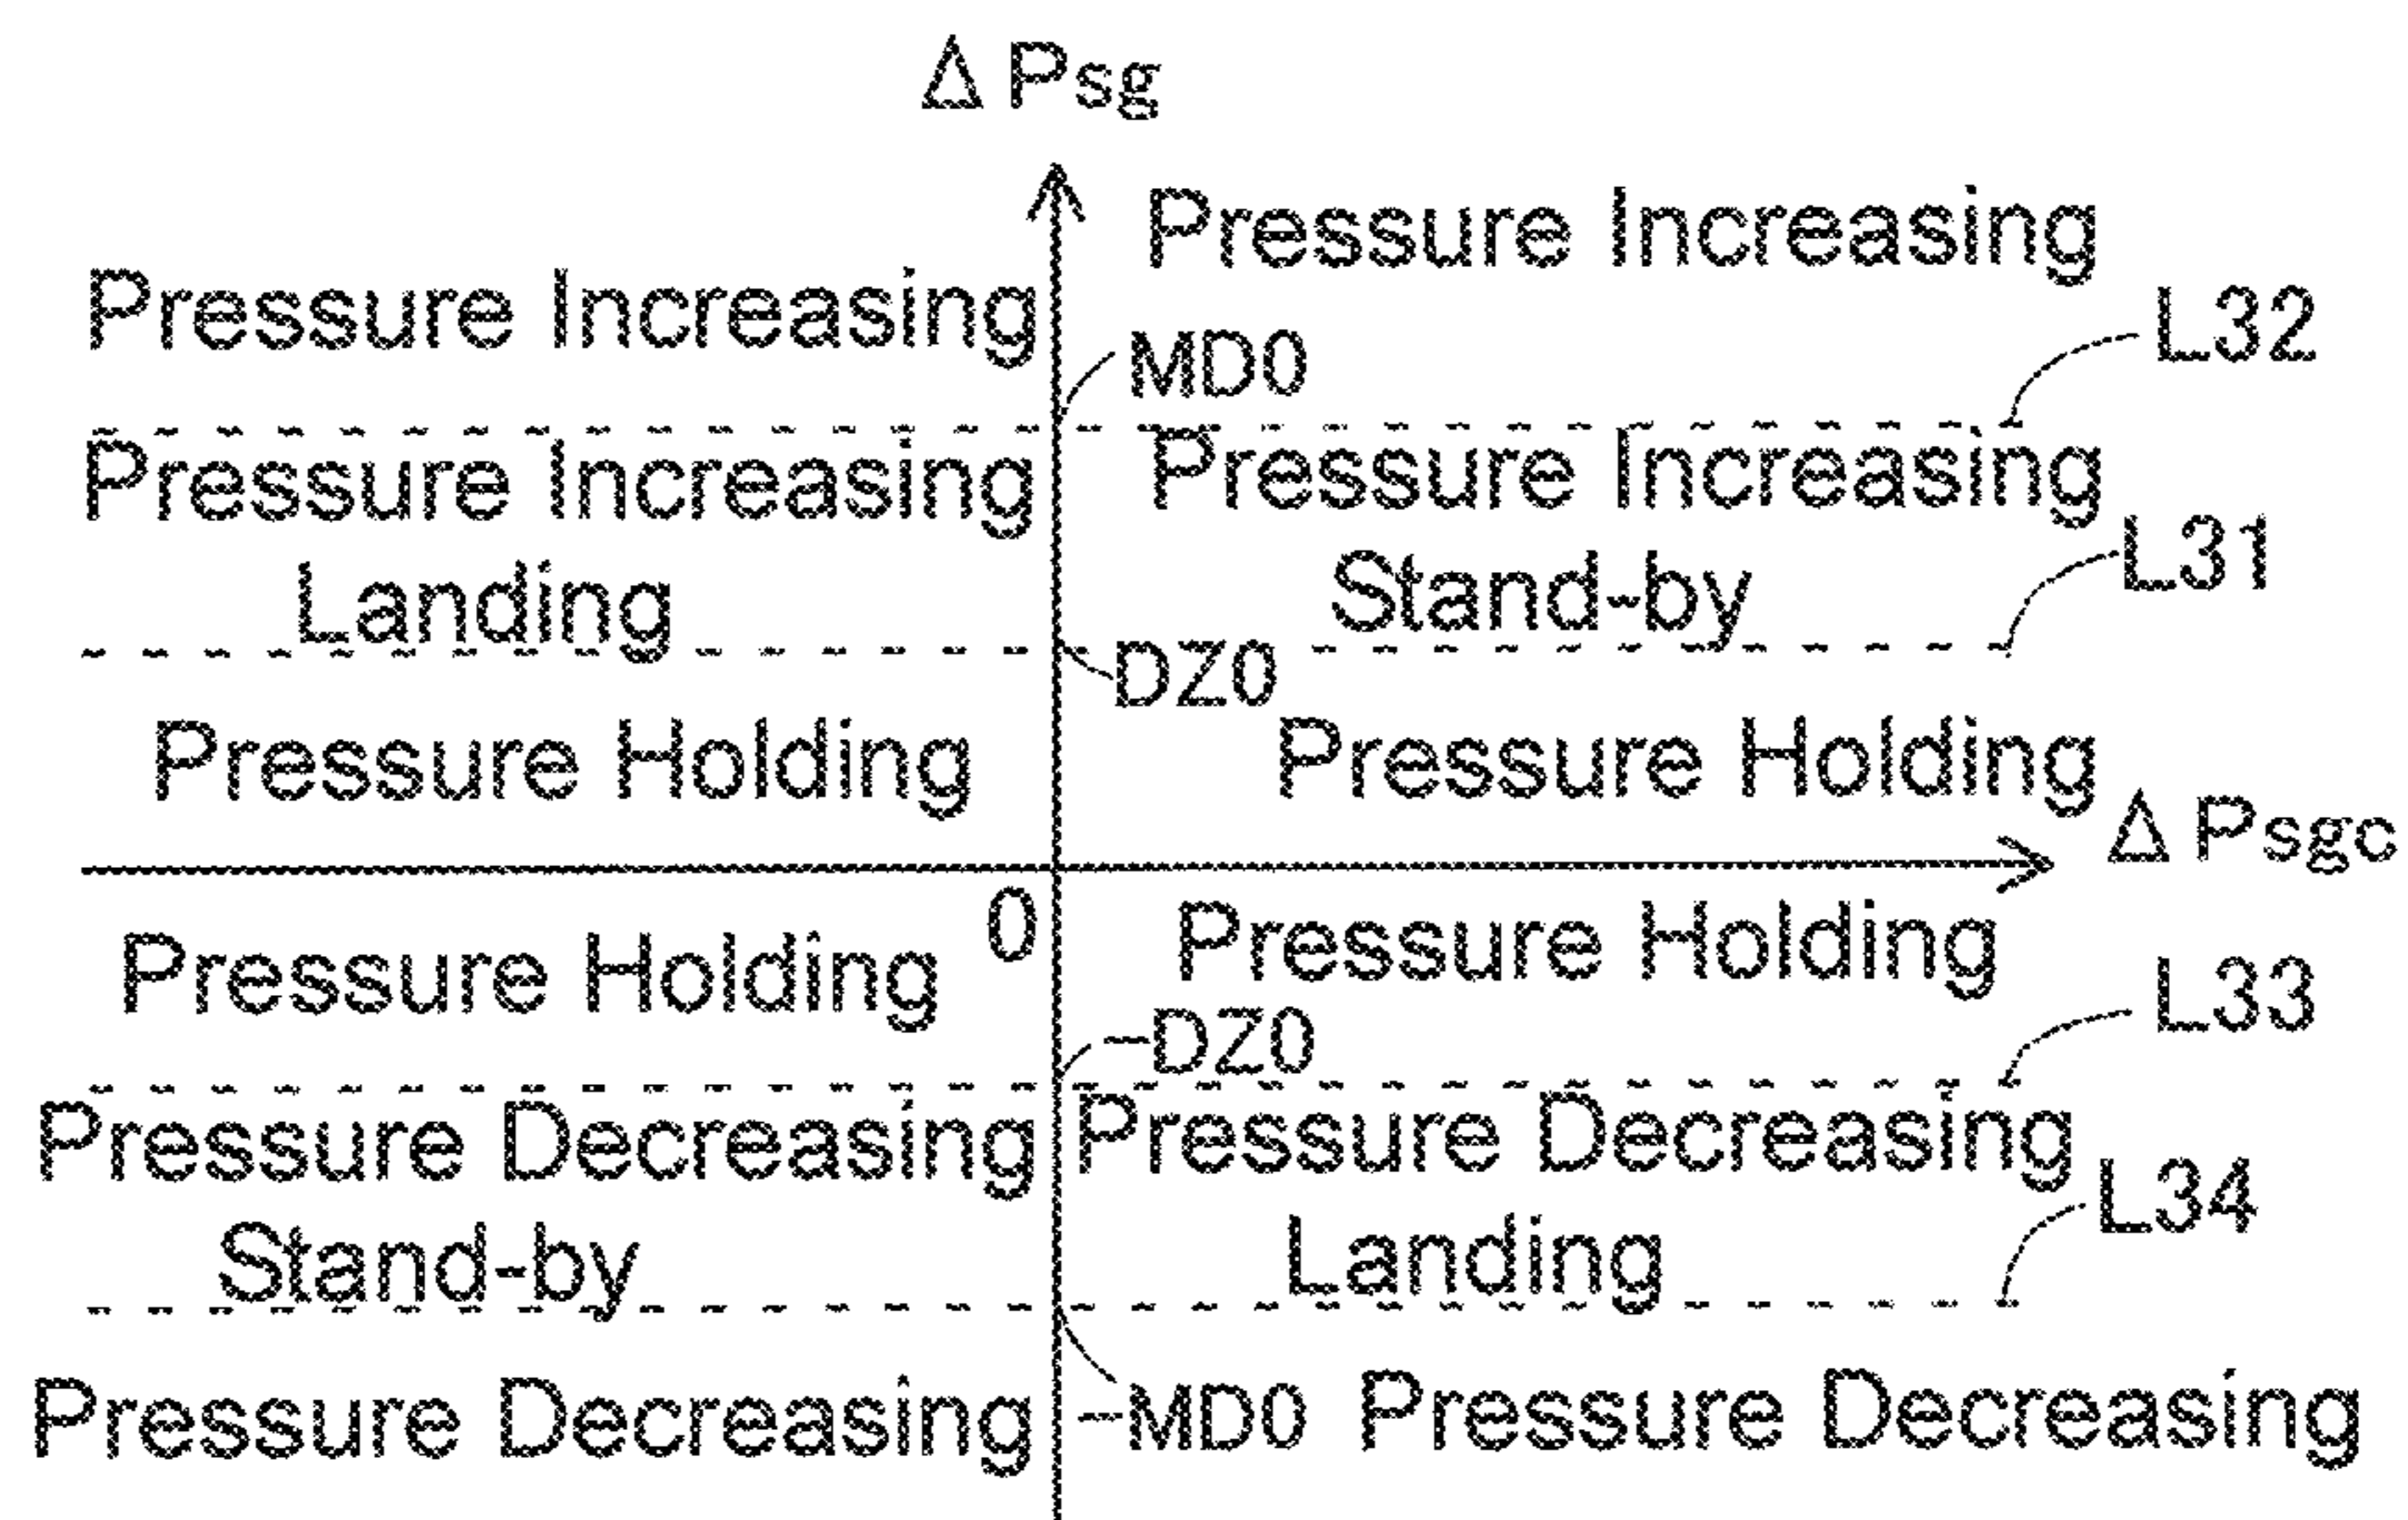 Δ Psg
Pressure Increasing
Pressure Increasing
L32
MD0
Pressure Increasing
Landing
Pressure Increasing
Stand-by
L31
DZ0
Pressure Holding
Pressure Holding
Δ Psgc
0
Pressure Holding
Pressure Holding
L33
-DZ0
Pressure Decreasing
Stand-by
Pressure Decreasing
Landing
L34
Pressure Decreasing
-MD0
Pressure Decreasing